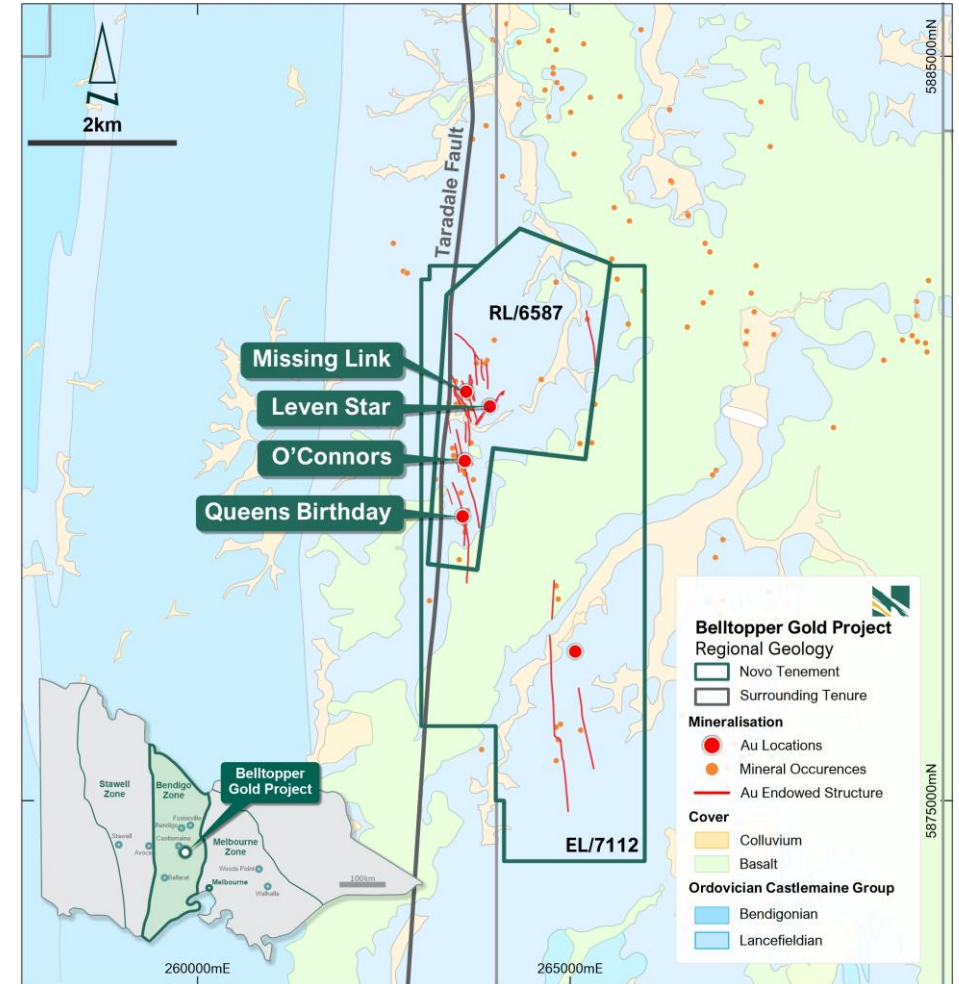 5885000mN
N
2km
Taradale Fault
RL/6587
Missing Link
Leven Star
O'Connors
Queens Birthday
Belltopper Gold Project
Regional Geology
Novo Tenement
Surrounding Tenure
Mineralisation
Au Locations
Mineral Occurences
Au Endowed Structure
Cover
Colluvium
Basalt
Ordovician Castlemaine Group
Bendigonian
Lancefieldian
5875000mN
EL/7112
Belltopper
Gold Project
Stawell
Zone
Bendigo
Zone
Melbourne
Zone
Fosterville
Bendigo
Stawell
Castlemaine
Avoca
Woods Point
Ballarat
Melbourne
Walhalla
100km
260000mE
265000mE